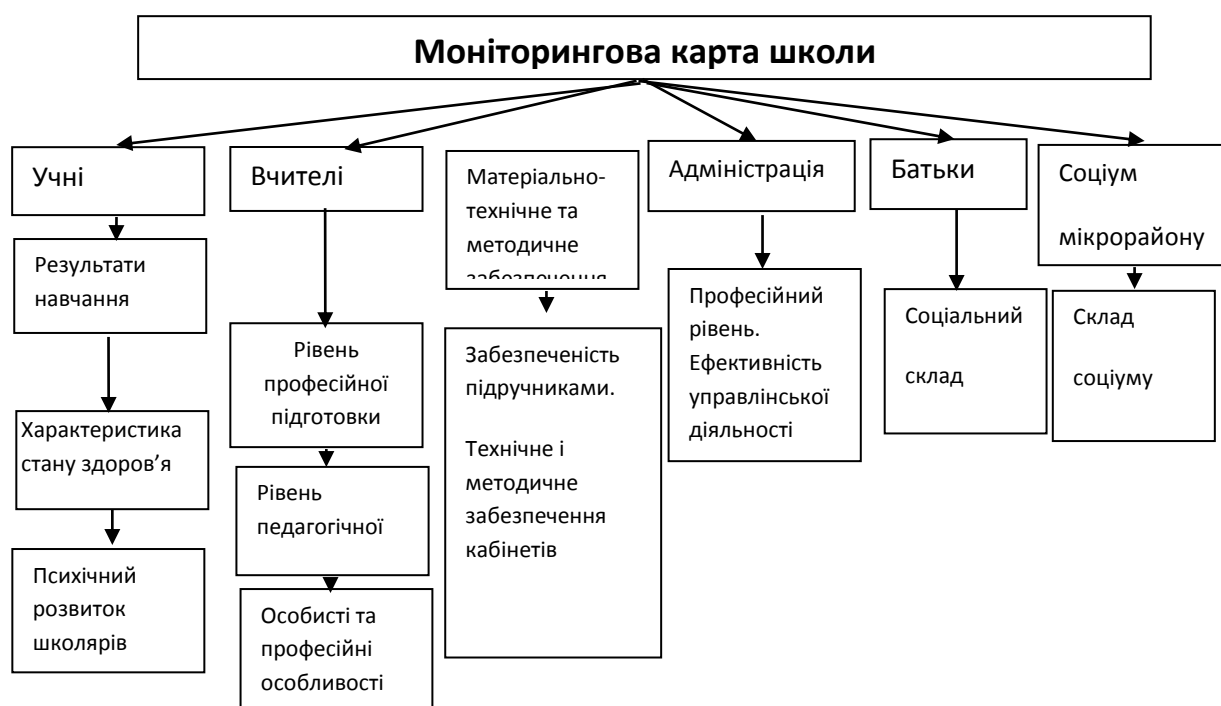 Моніторингова карта школи
Учні
Вчителі
Матеріально-
технічне та
методичне
забезпечення
Адміністрація
Батьки
Соціум
мікрорайону
Результати
навчання
Характеристика
стану здоров’я
Психічний
розвиток
школярів
Рівень
професійної
підготовки
Рівень
педагогічної
Особисті та
професійні
особливості
Забезпеченість
підручниками.
Технічне і
методичне
забезпечення
кабінетів
Професійний
рівень.
Ефективність
управлінської
діяльності
Соціальний
склад
Склад
соціуму